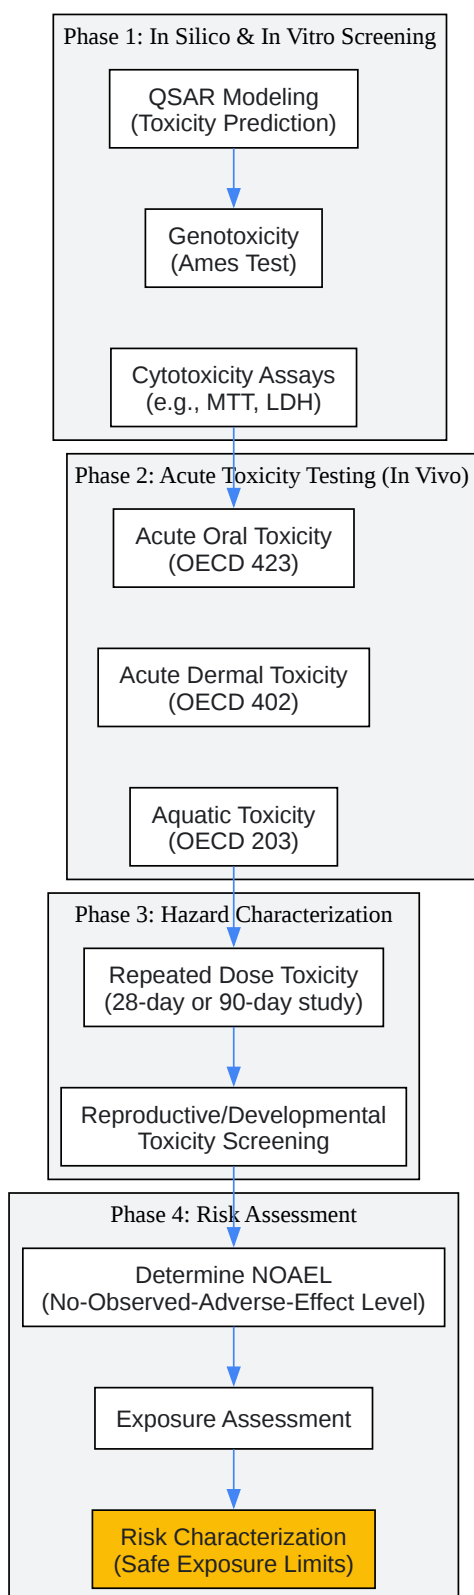 Phase 1: In Silico & In Vitro Screening
QSAR Modeling
(Toxicity Prediction)
Genotoxicity
(Ames Test)
Cytotoxicity Assays
(e.g., MTT, LDH)
Phase 2: Acute Toxicity Testing (In Vivo)
Acute Oral Toxicity
(OECD 423)
Acute Dermal Toxicity
(OECD 402)
Aquatic Toxicity
(OECD 203)
Phase 3: Hazard Characterization
Repeated Dose Toxicity
(28-day or 90-day study)
Reproductive/Developmental
Toxicity Screening
Phase 4: Risk Assessment
Determine NOAEL
(No-Observed-Adverse-Effect Level)
Exposure Assessment
Risk Characterization
(Safe Exposure Limits)